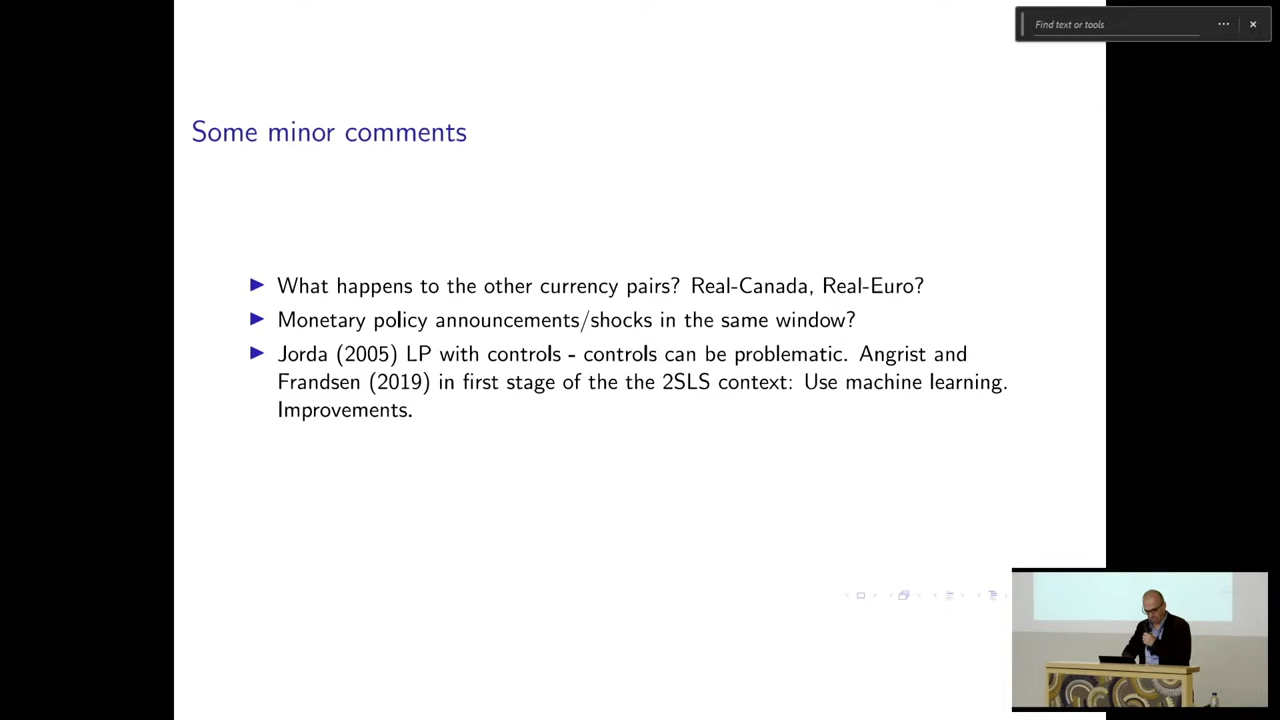 Find text or tools
Some minor comments
What happens to the other currency pairs? Real-Canada, Real-Euro?
Monetary policy announcements/shocks in the same window?
Jorda (2005) LP with controls - controls can be problematic. Angrist and
Frandsen (2019) in first stage of the the 2SLS context: Use machine learning.
Improvements.